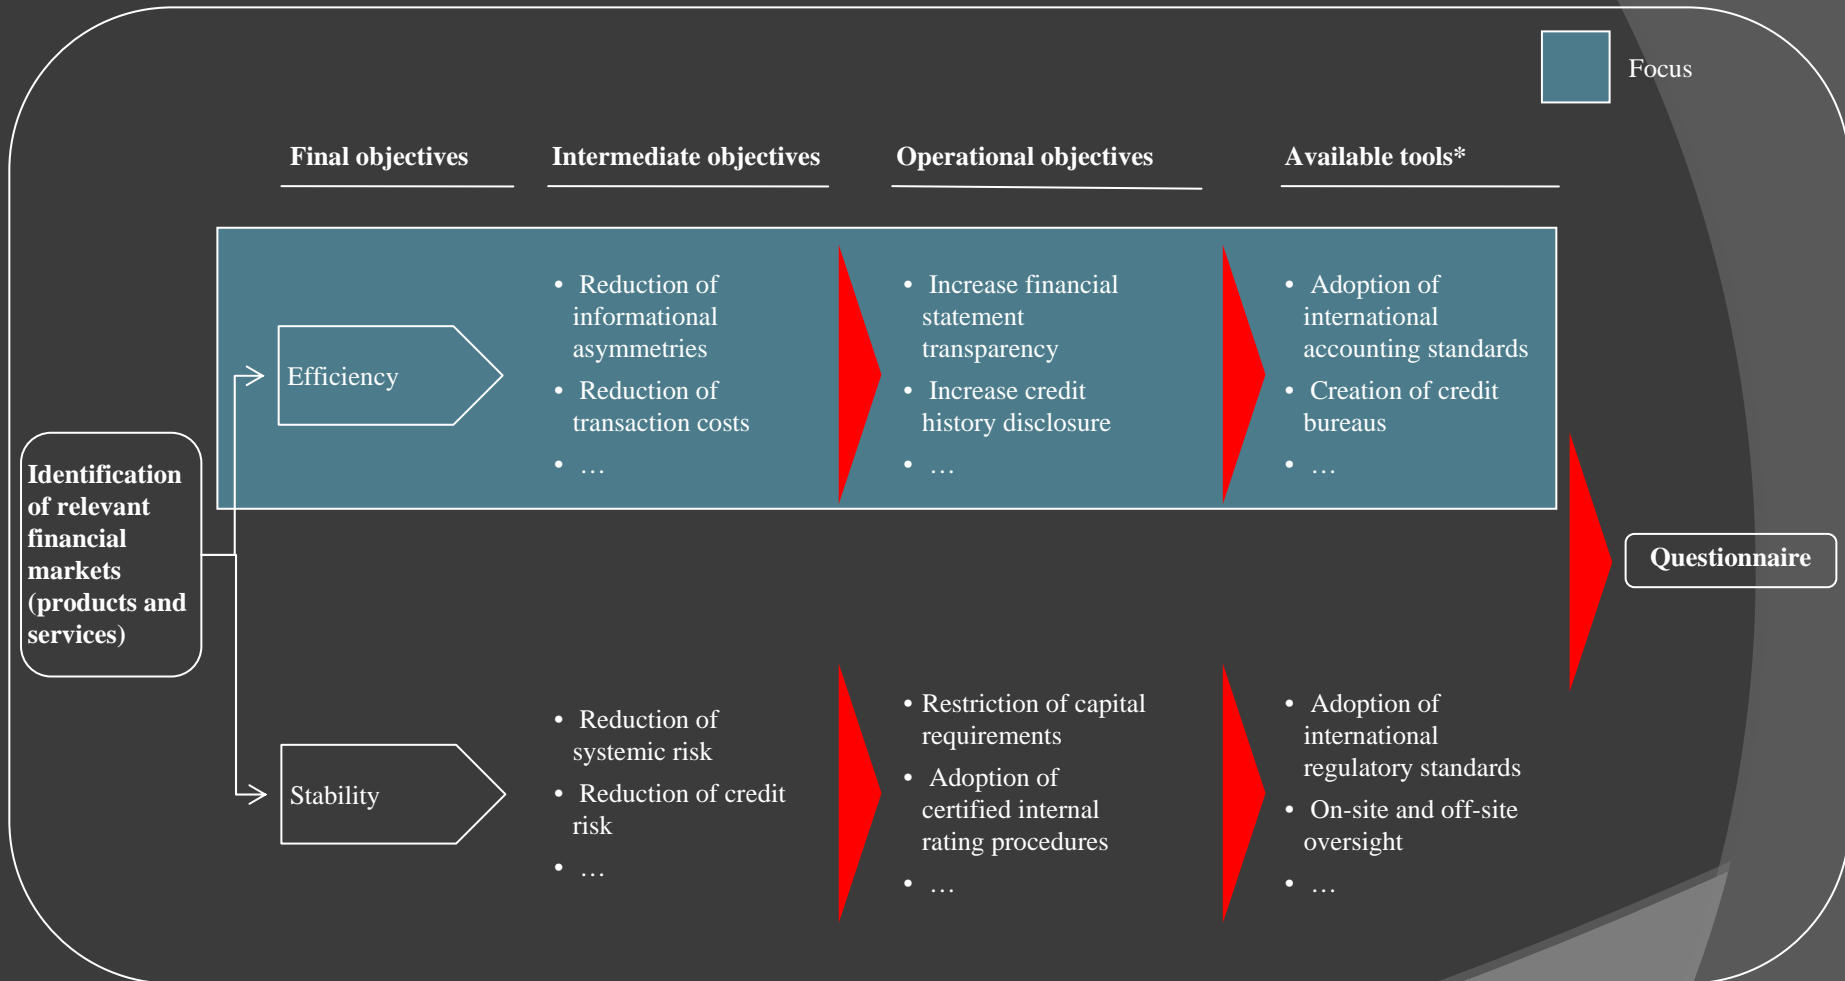 Focus
Final objectives
Intermediate objectives
Operational objectives
Available tools*
Identification
of relevant
financial
markets
(products and
services)
Efficiency
• Reduction of
informational
asymmetries
• Reduction of
transaction costs
• …
• Increase financial
statement
transparency
• Increase credit
history disclosure
• …
• Adoption of
international
accounting standards
• Creation of credit
bureaus
• …
Stability
• Reduction of
systemic risk
• Reduction of credit
risk
• …
• Restriction of capital
requirements
• Adoption of
certified internal
rating procedures
• …
• Adoption of
international
regulatory standards
• On-site and off-site
oversight
• …
Questionnaire